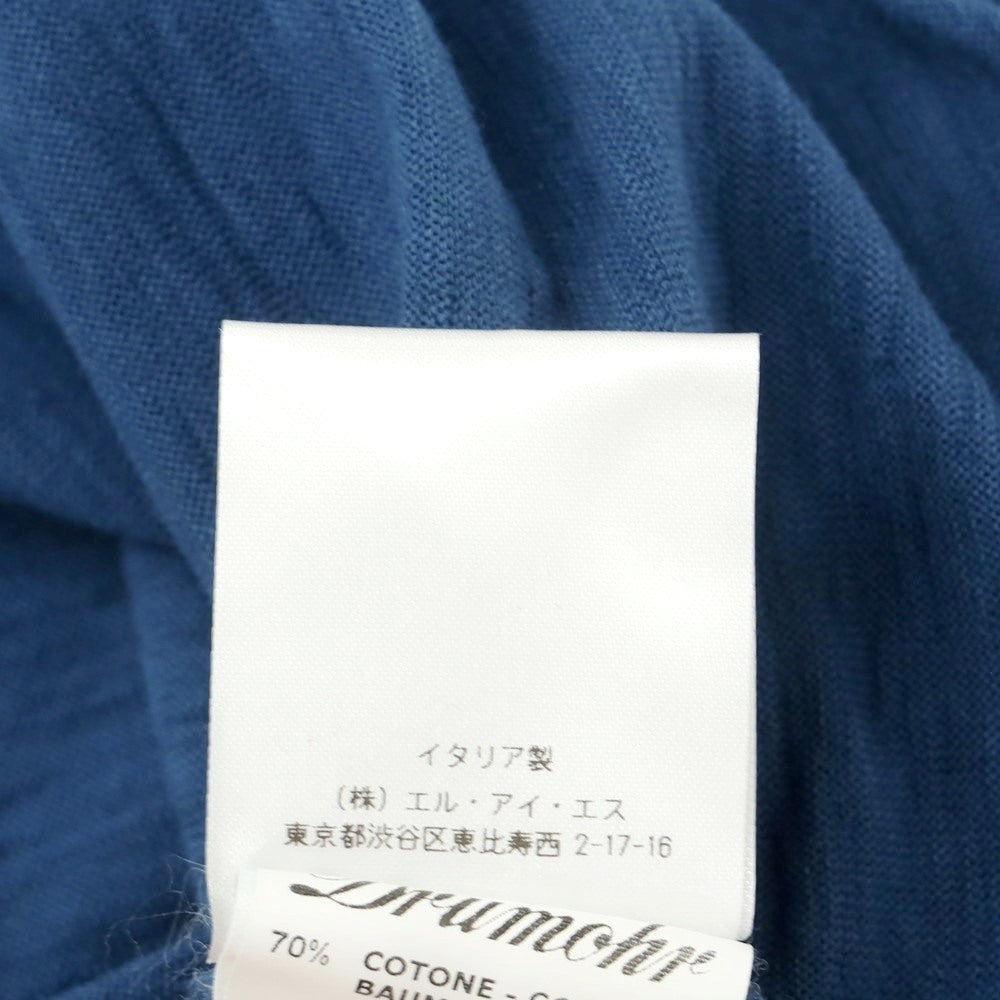 イタリア製
(株) エル・アイ・エス
東京都渋谷区恵比寿西 2-17-16
Drumohr
70% COTONE -